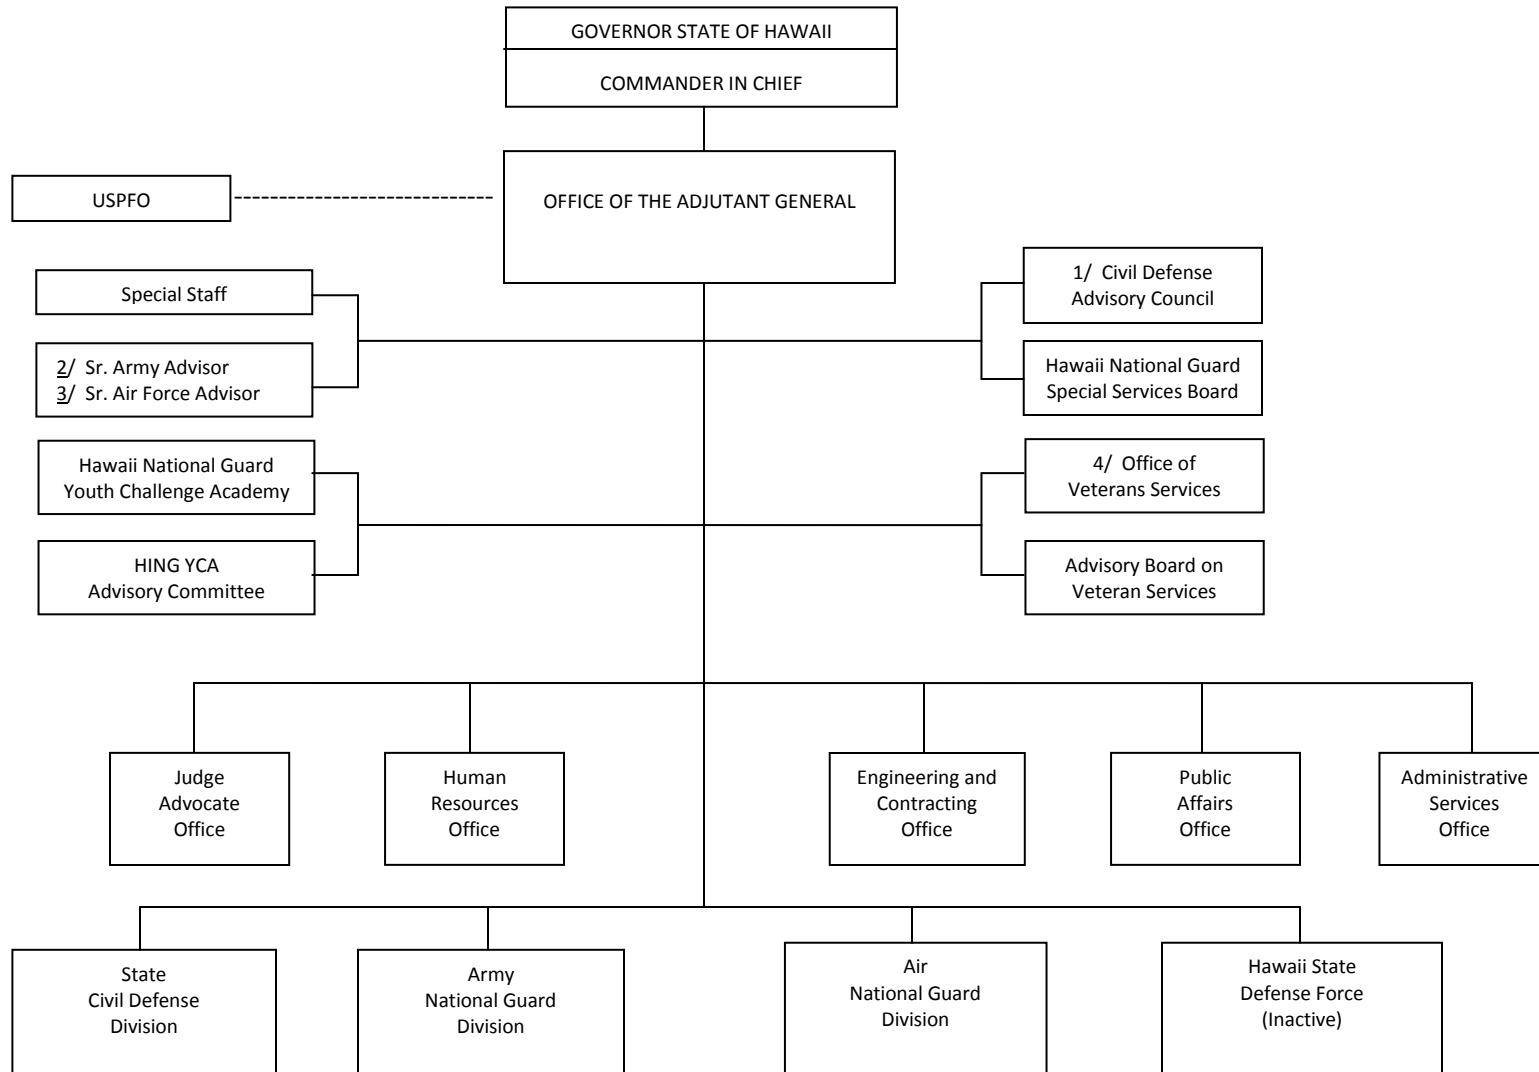 GOVERNOR STATE OF HAWAII
COMMANDER IN CHIEF
USPFO
OFFICE OF THE ADJUTANT GENERAL
Special Staff
2/ Sr. Army Advisor
3/ Sr. Air Force Advisor
1/ Civil Defense
Advisory Council
Hawaii National Guard
Special Services Board
Hawaii National Guard
Youth Challenge Academy
HING YCA
Advisory Committee
4/ Office of
Veterans Services
Advisory Board on
Veteran Services
Judge
Advocate
Office
Human
Resources
Office
Engineering and
Contracting
Office
Public
Affairs
Office
Administrative
Services
Office
State
Civil Defense
Division
Army
National Guard
Division
Air
National Guard
Division
Hawaii State
Defense Force
(Inactive)